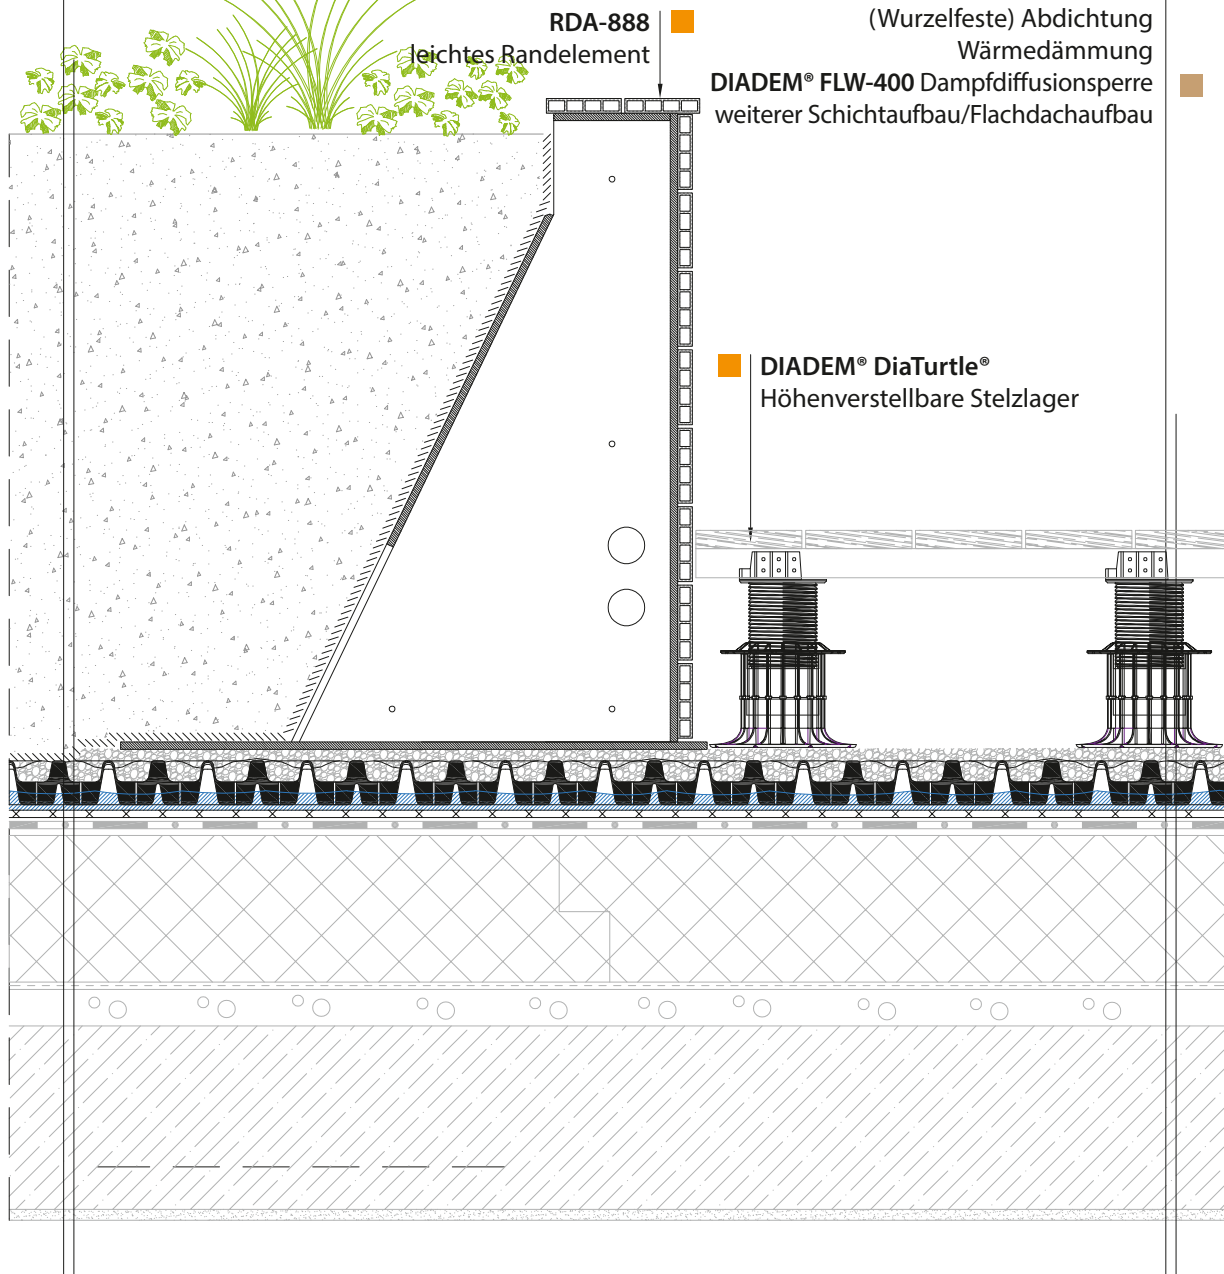 RDA-888
leichtes Randelement
(Wurzelfeste) Abdichtung
Wärmedämmung
DIADEM® FLW-400 Dampfdiffusionsperre
weiterer Schichtaufbau/Flachdachaufbau
DIADEM® DiaTurtle®
Höhenverstellbare Stelzlager